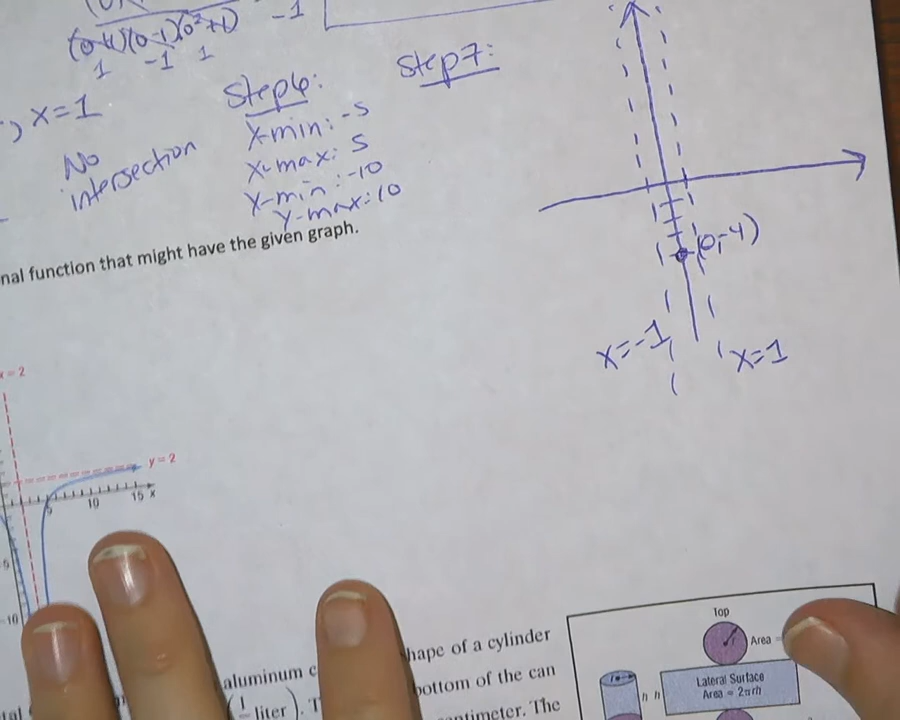 (0-1)(0²+1) -1
1 -1 1
, x=1
No
intersection
Step6:
X-min:-5
X-max: 5
Y-min:-10
Y-max:10
Step7:
(0,-4)
x=-1
x=1
nal function that might have the given graph.
x = 2
y = 2
5 10 15 x
5
-10
aluminum c hape of a cylinder
(1/ liter). T bottom of the can
ntimeter. The
Top
Area =
Lateral Surface
Area = 2πrh
h h